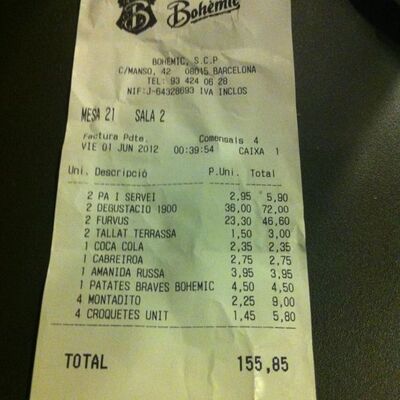 Bohèmic
BOHEMIC, S.C.P
C/MANSO, 42 08015 BARCELONA
TEL: 93 424 06 28
NIF:J-64328693 IVA INCLOS
MESA 21 SALA 2
Factura Pdte. Comensals 4
VIE 01 JUN 2012 00:39:54 CAIXA 1
Uni. Descripció P.Uni. Total
2 PA I SERVEI 2,95 5,90
2 DEGUSTACIO 1900 36,00 72,00
2 FURVUS 23,30 46,60
2 TALLAT TERRASSA 1,50 3,00
1 COCA COLA 2,35 2,35
1 CABREIROA 2,75 2,75
1 AMANIDA RUSSA 3,95 3,95
1 PATATES BRAVES BOHEMIC 4,50 4,50
4 MONTADITO 2,25 9,00
4 CROQUETES UNIT 1,45 5,80
TOTAL 155,85